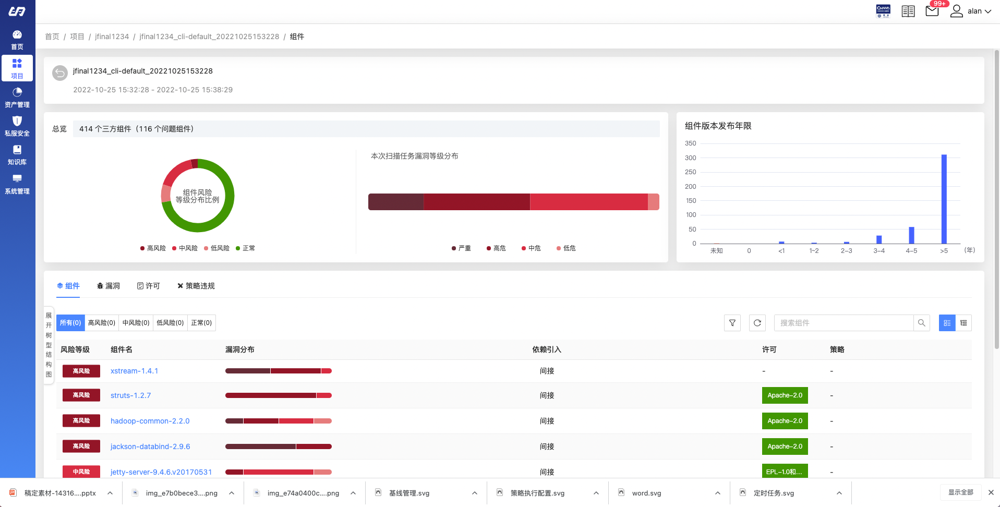 CNNVD
99+
alan
首页
项目
资产管理
私服安全
知识库
系统管理
首页 / 项目 / jfinal1234 / jfinal1234_cli-default_20221025153228 / 组件
jfinal1234_cli-default_20221025153228
2022-10-25 15:32:28 - 2022-10-25 15:38:29
总览 414 个三方组件（116 个问题组件）
组件风险
等级分布比例
高风险 中风险 低风险 正常
本次扫描任务漏洞等级分布
严重 高危 中危 低危
组件版本发布年限
350
300
250
200
150
100
50
0
未知 0 <1 1-2 2-3 3-4 4-5 >5 (年)
组件 漏洞 许可 策略违规
展开树型结构图
所有(0) 高风险(0) 中风险(0) 低风险(0) 正常(0) 搜索组件
风险等级 组件名 漏洞分布 依赖引入 许可 策略
高风险 xstream-1.4.1 间接 - -
高风险 struts-1.2.7 间接 Apache-2.0 -
高风险 hadoop-common-2.2.0 间接 Apache-2.0 -
高风险 jackson-databind-2.9.6 间接 Apache-2.0 -
中风险 jetty-server-9.4.6.v20170531 间接 EPL-1.0和... -
稿定素材-14316....pptx img_e7b0bece3....png img_e74a0400c....png 基线管理.svg 策略执行配置.svg word.svg 定时任务.svg 显示全部